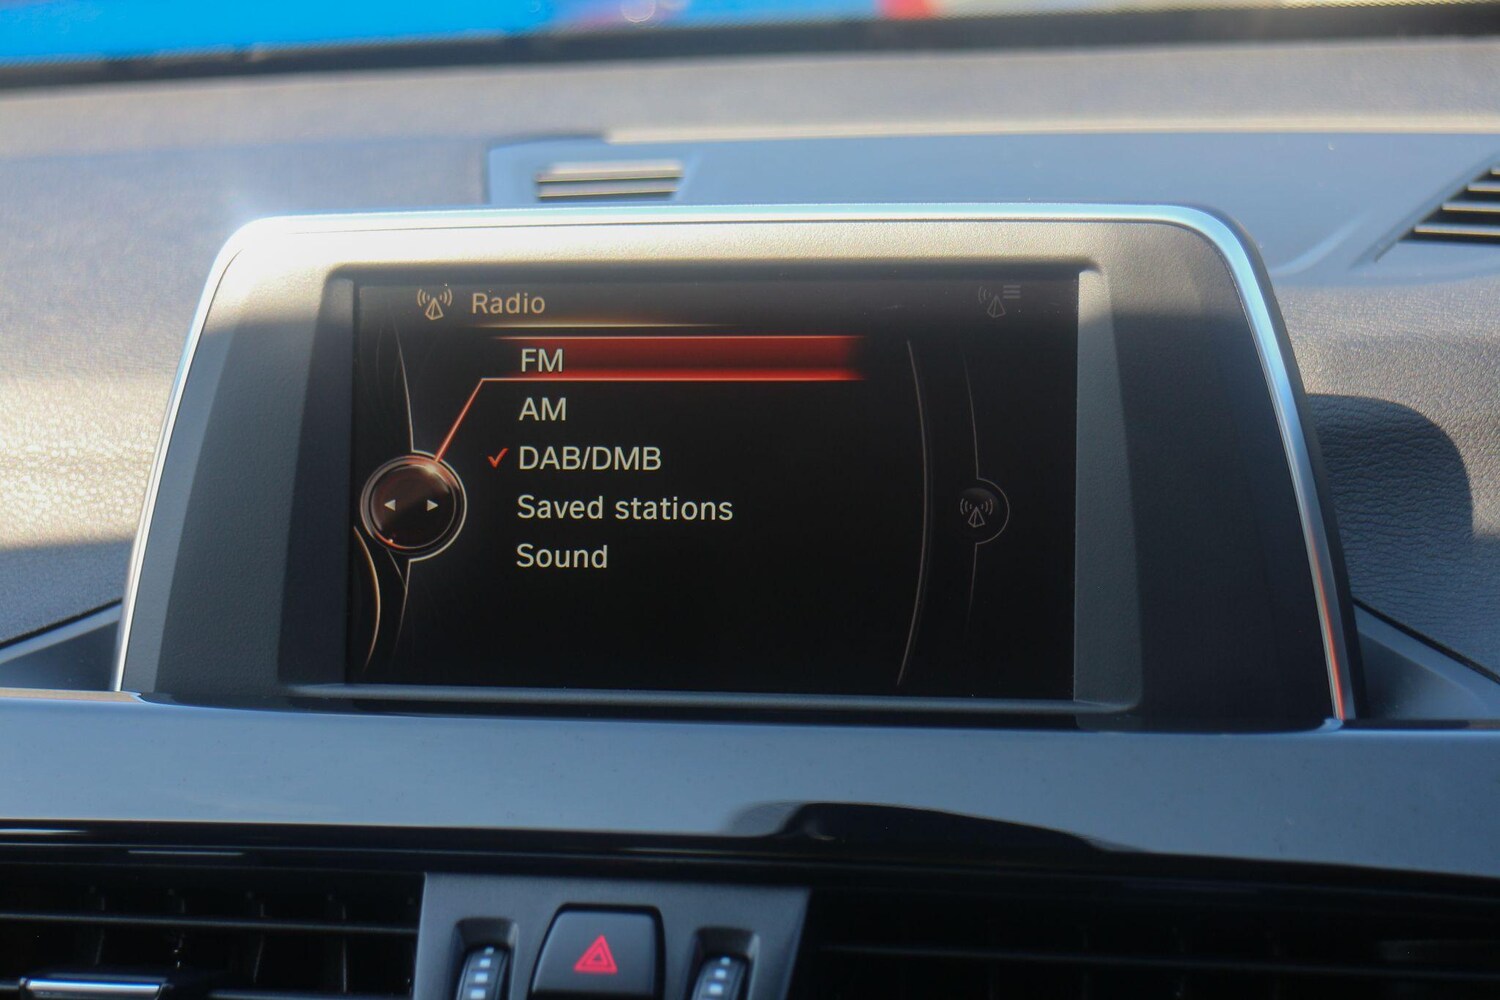 Radio
FM
AM
DAB/DMB
Saved stations
Sound